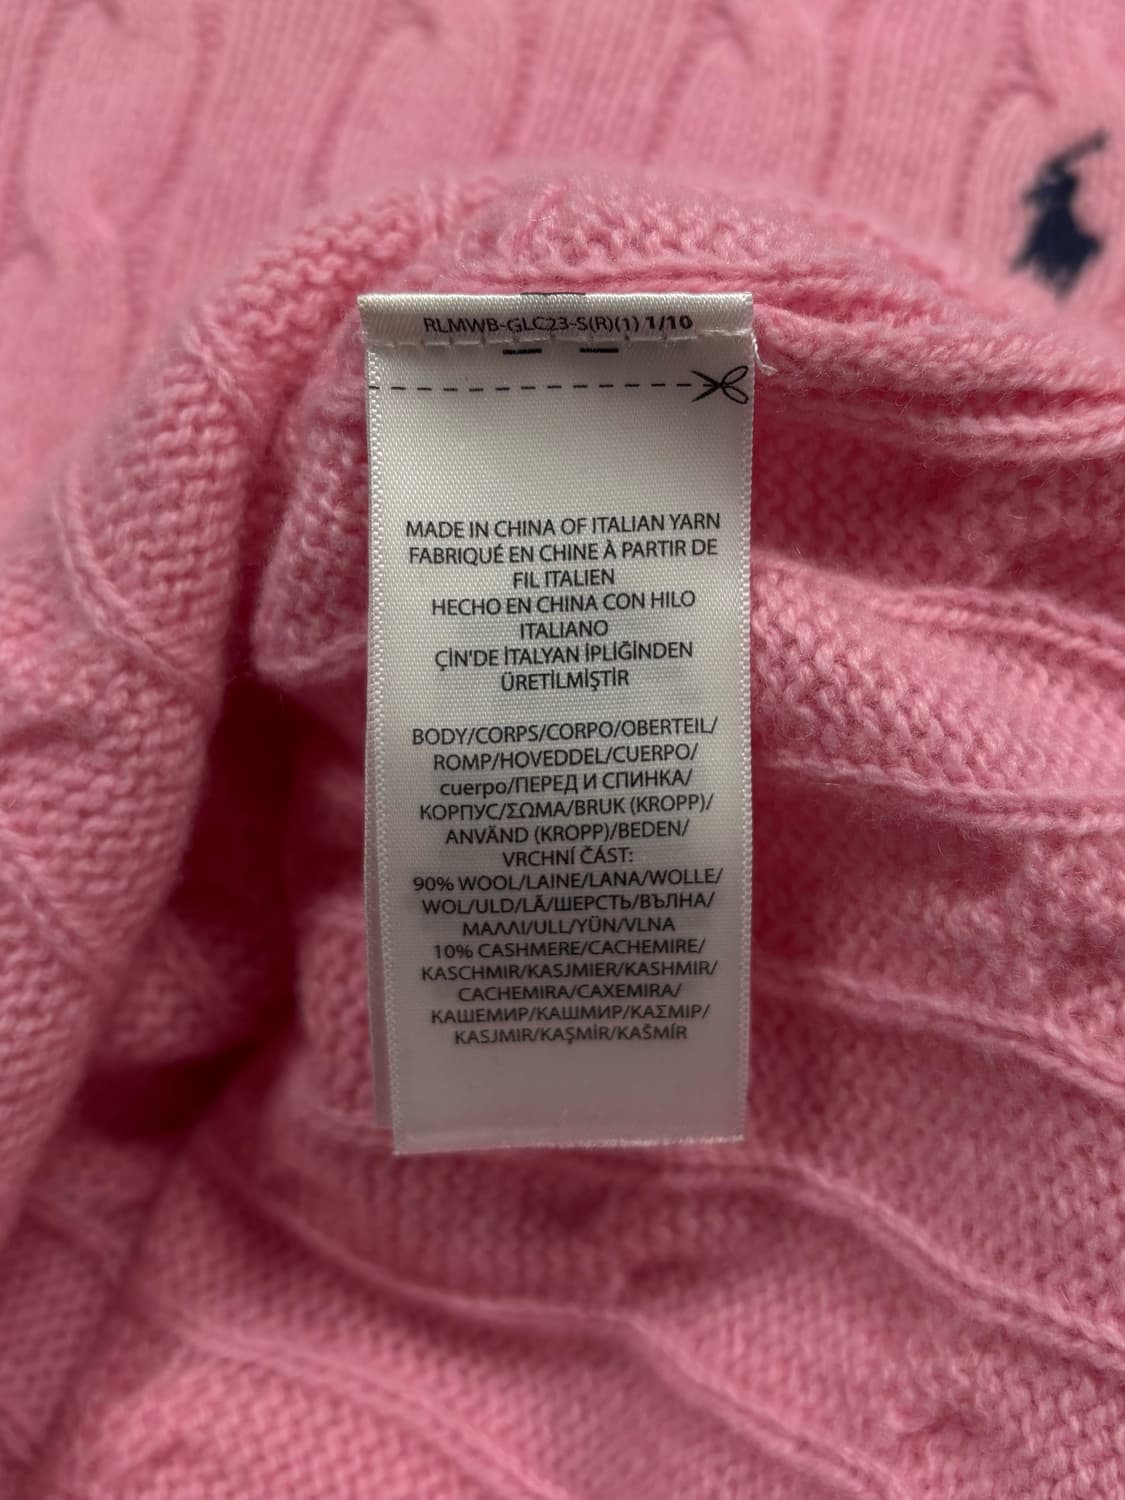 RLMWB-GLC23-S(R)(1) 1/10
MADE IN CHINA OF ITALIAN YARN
FABRIQUÉ EN CHINE À PARTIR DE
FIL ITALIEN
HECHO EN CHINA CON HILO
ITALIANO
ÇİN'DE İTALYAN İPLİĞİNDEN
ÜRETİLMİŞTİR
BODY/CORPS/CORPO/OBERTEIL/
ROMP/HOVEDDEL/CUERPO/
cuerpo/ПЕРЕД И СПИНКА/
КОРПУС/ΣΩΜΑ/BRUK (KROPP)/
ANVÄND (KROPP)/BEDEN/
VRCHNÍ ČÁST:
90% WOOL/LAINE/LANA/WOLLE/
WOL/ULD/LÃ/ШЕРСТЬ/ВЪЛНА/
ΜΑΛΛΙ/ULL/YÜN/VLNA
10% CASHMERE/CACHEMIRE/
KASCHMIR/KASJMIER/KASHMIR/
CACHEMIRA/CAXEMIRA/
КАШЕМИР/КАШМИР/ΚΑΣΜΙΡ/
KASJMIR/KAŞMİR/KAŠMÍR